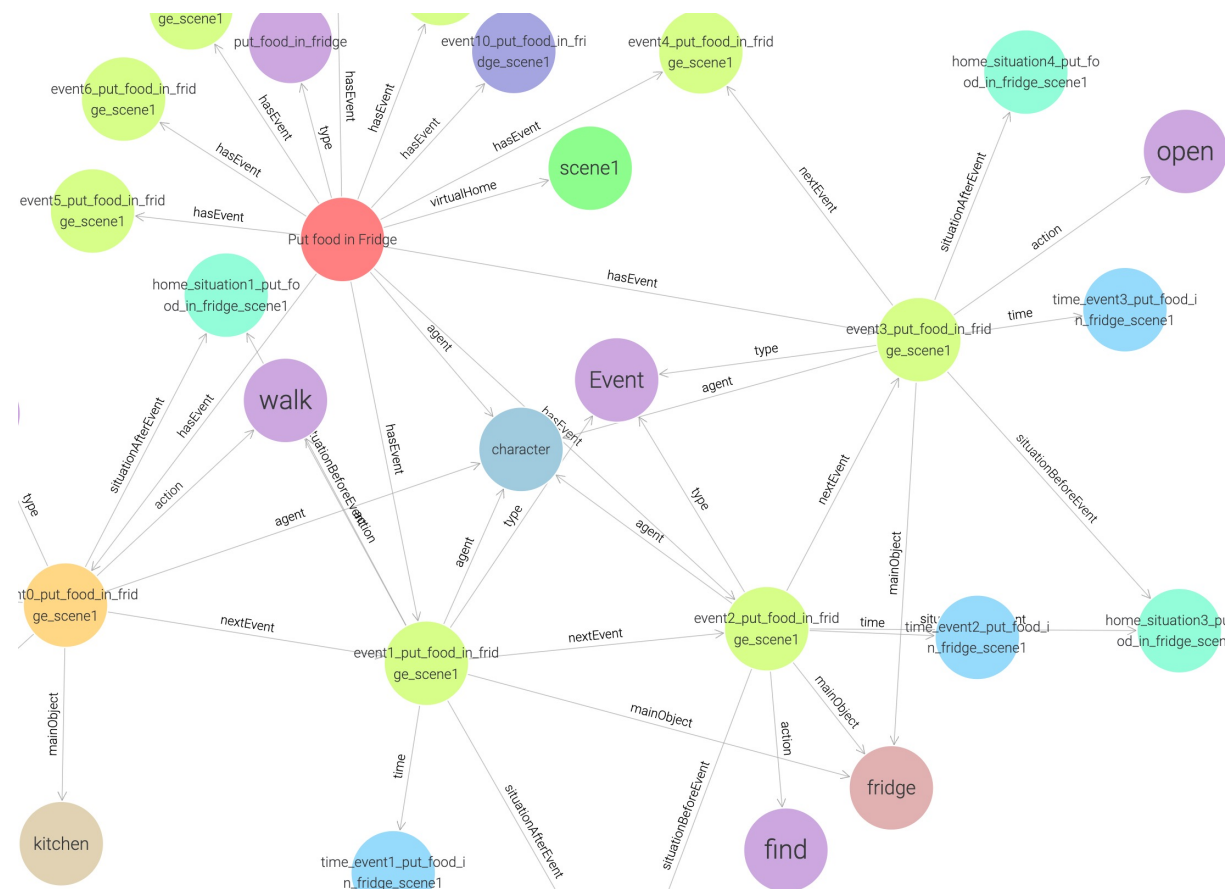 ge_scene1
put_food_in_fridge
event10_put_food_in_fri
dge_scene1
event4_put_food_in_frid
ge_scene1
home_situation4_put_fo
od_in_fridge_scene1
event6_put_food_in_frid
ge_scene1
hasEvent
type
hasEvent
hasEvent
hasEvent
hasEvent
hasEvent
scene1
open
nextEvent
situationAfterEvent
virtualHome
event5_put_food_in_frid
ge_scene1
hasEvent
Put food in Fridge
action
home_situation1_put_fo
od_in_fridge_scene1
hasEvent
time_event3_put_food_i
n_fridge_scene1
time
event3_put_food_in_frid
ge_scene1
agent
type
agent
Event
walk
hasEvent
hasEvent
hasEvent
character
situationAfterEvent
situationBeforeEvent
action
action
nextEvent
situationBeforeEvent
type
type
type
agent
agent
agent
mainObject
nt0_put_food_in_frid
ge_scene1
nextEvent
event1_put_food_in_frid
ge_scene1
nextEvent
event2_put_food_in_frid
ge_scene1
time
time_event2_put_food_i
n_fridge_scene1
home_situation3_pu
od_in_fridge_scen
mainObject
mainObject
mainObject
action
time
situationAfterEvent
situationBeforeEvent
fridge
kitchen
find
time_event1_put_food_i
n_fridge_scene1